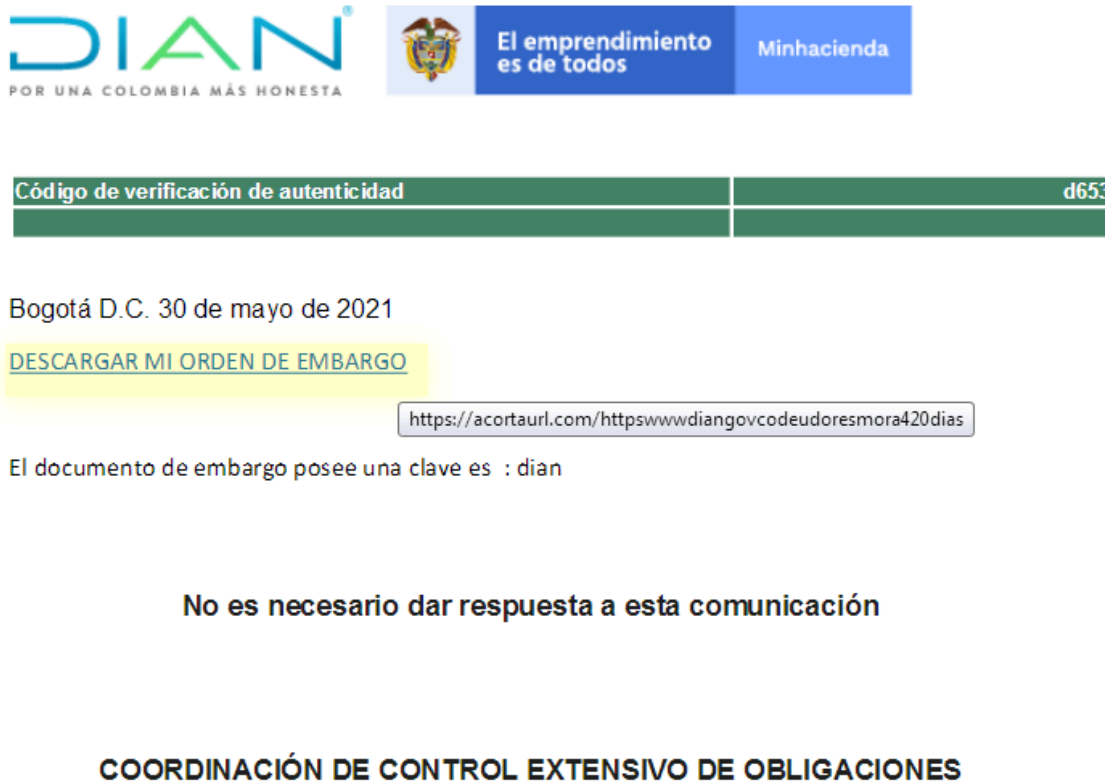 DIAN®
POR UNA COLOMBIA MÁS HONESTA
El emprendimiento
es de todos
Minhacienda
Código de verificación de autenticidad d653
Bogotá D.C. 30 de mayo de 2021
DESCARGAR MI ORDEN DE EMBARGO
https://acortaurl.com/httpswwwdiangovcodeudoresmora420dias
El documento de embargo posee una clave es : dian
No es necesario dar respuesta a esta comunicación
COORDINACIÓN DE CONTROL EXTENSIVO DE OBLIGACIONES